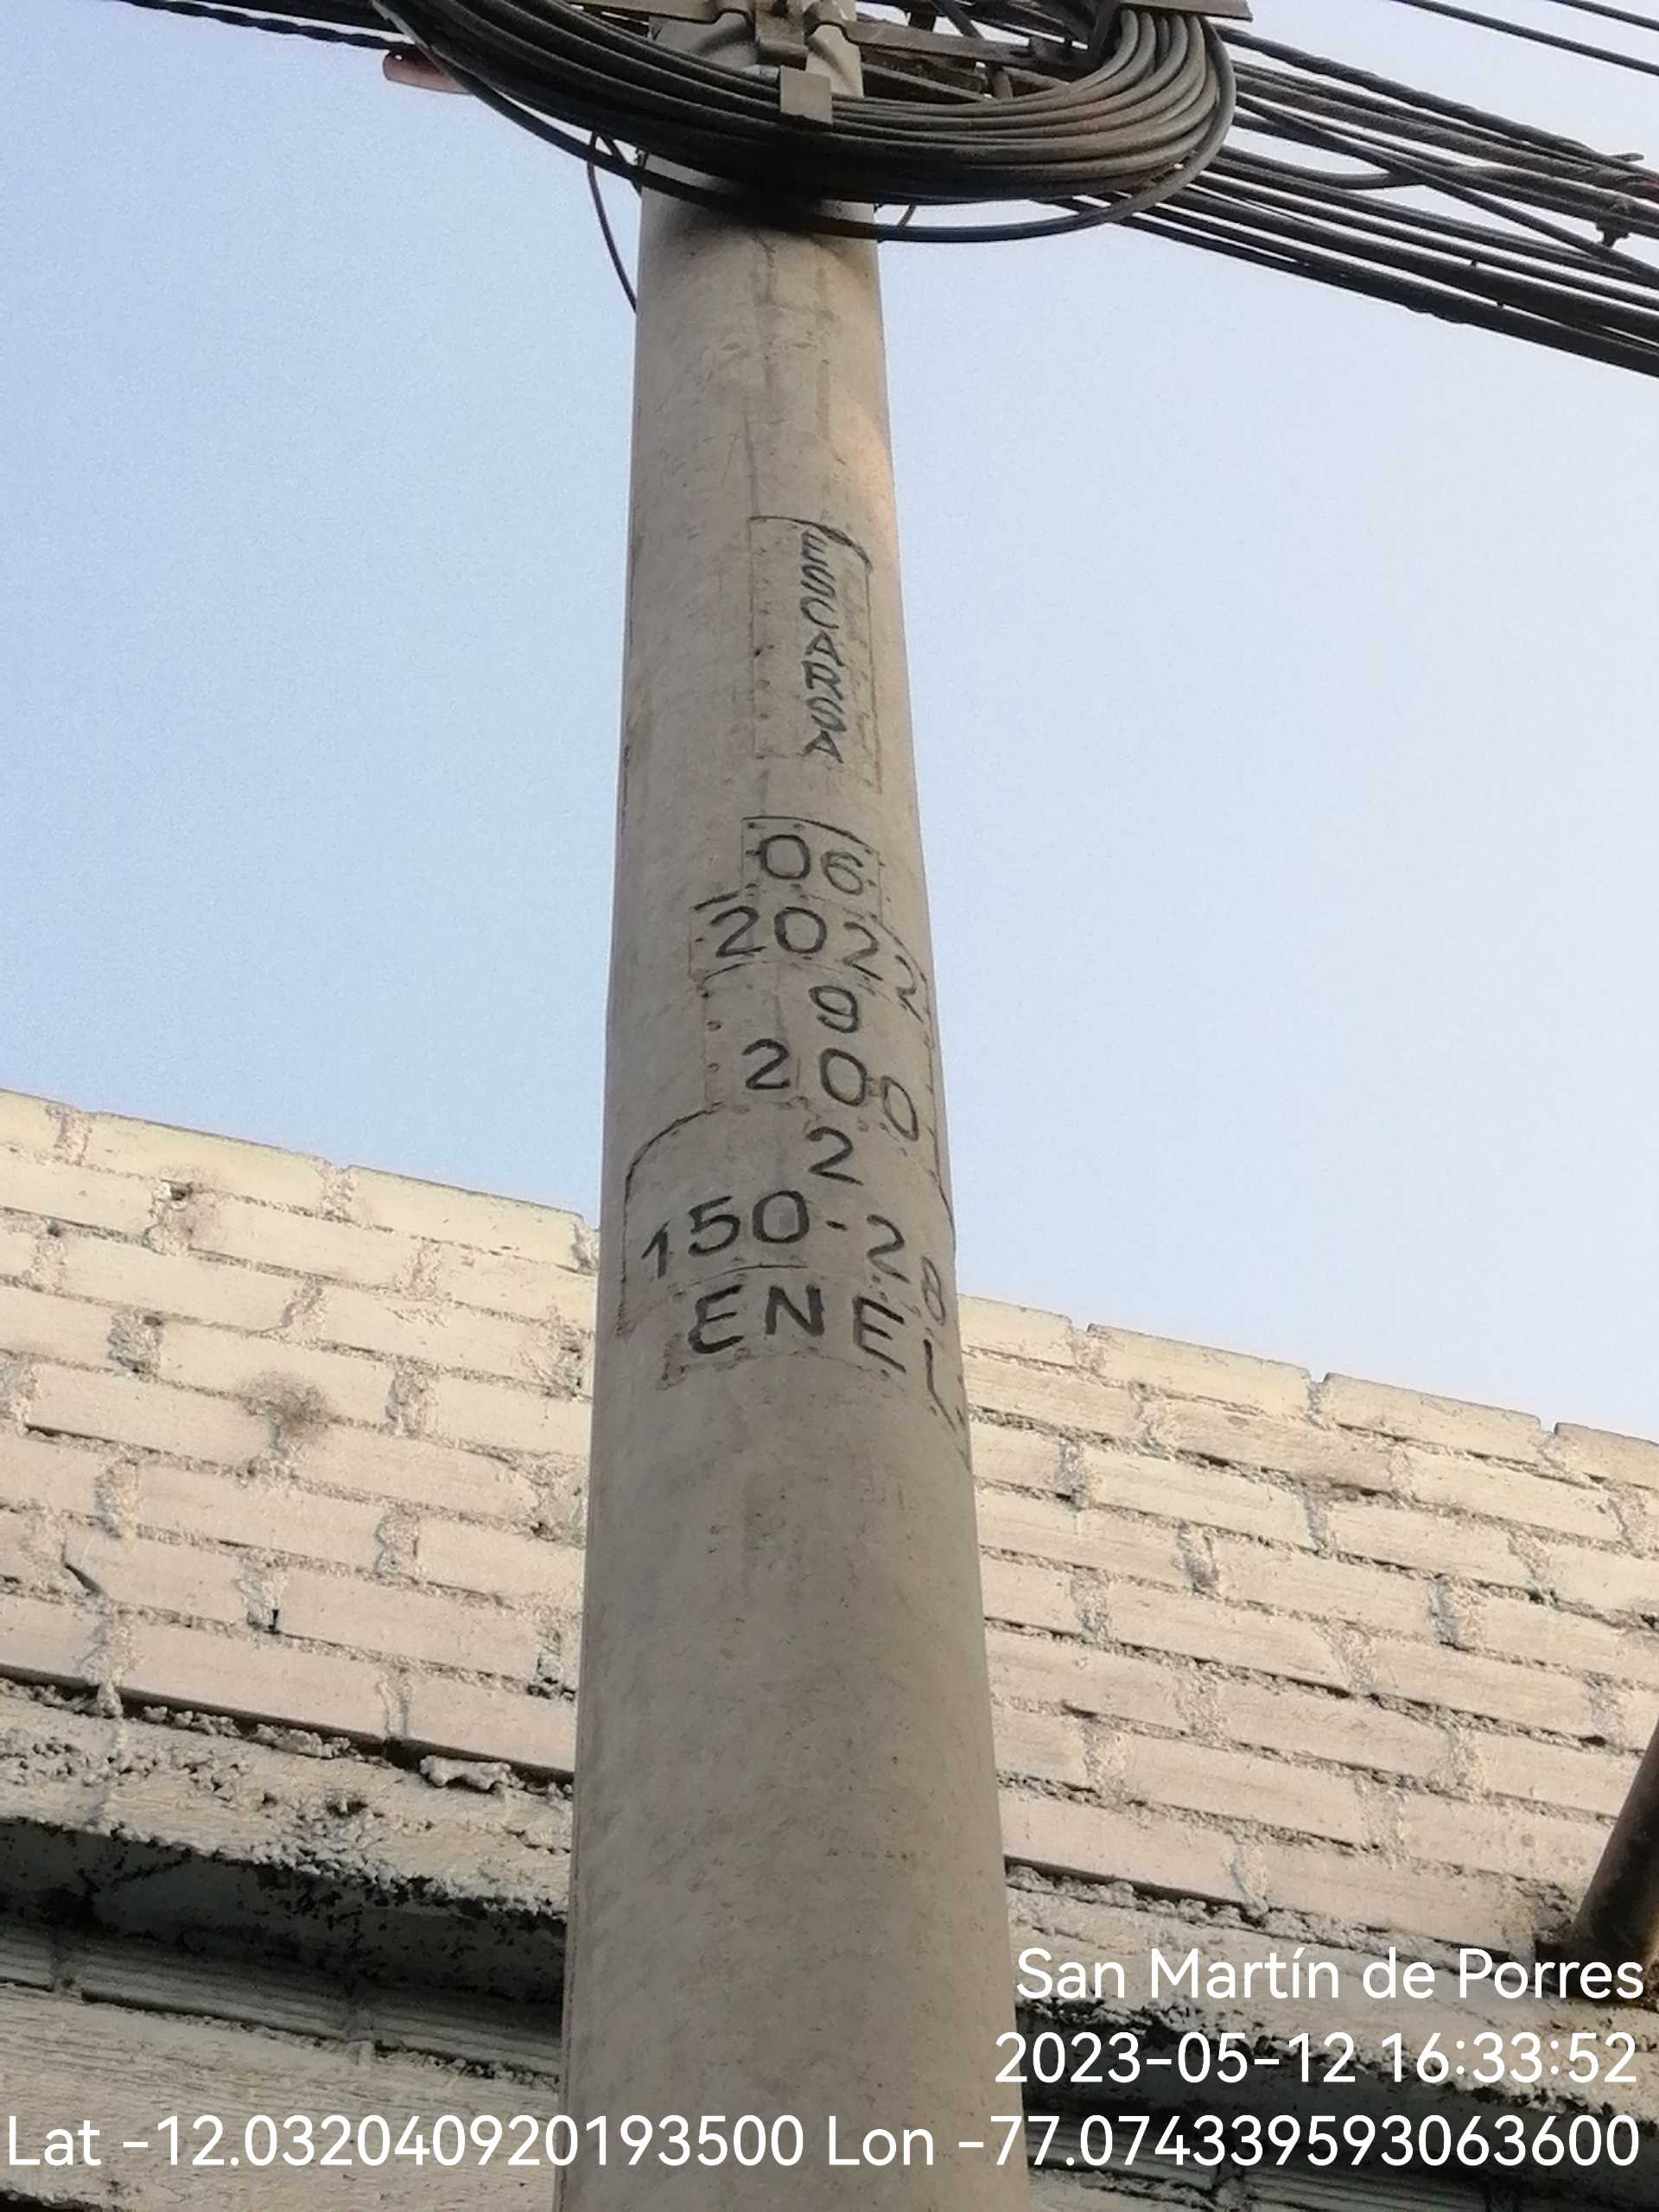 ESCARSA
06
2022
9
200
2
150-28
ENEL
San Martín de Porres
2023-05-12 16:33:52
Lat -12.032040920193500 Lon -77.074339593063600